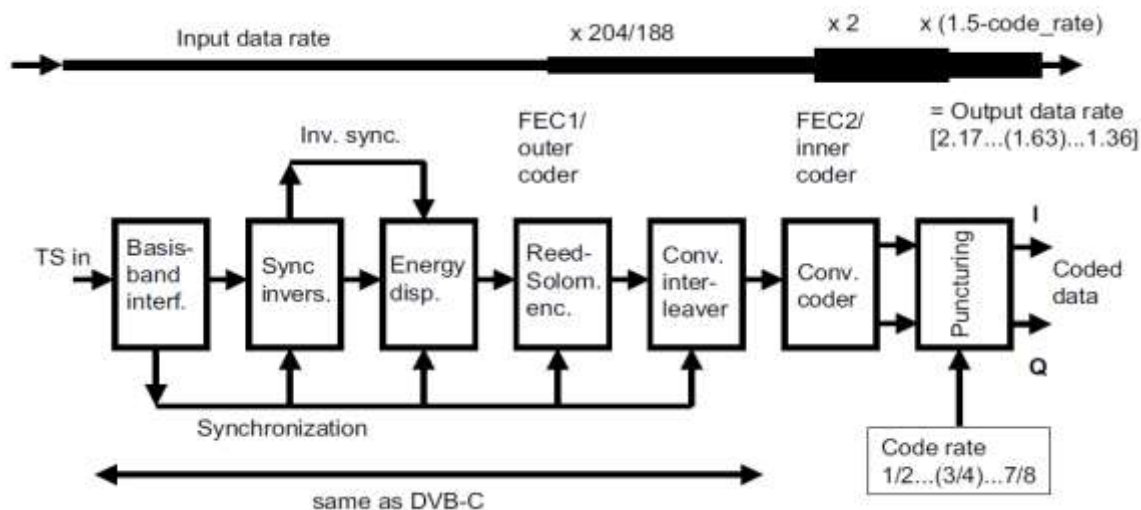 Input data rate
x 204/188
x 2
x (1.5-code_rate)
= Output data rate
[2.17...(1.63)...1.36]
Inv. sync.
FEC1/
outer
coder
FEC2/
inner
coder
TS in
Basis-
band
interf.
Sync
invers.
Energy
disp.
Reed-
Solom.
enc.
Conv.
inter-
leaver
Conv.
coder
Puncturing
I
Coded
data
Q
Synchronization
Code rate
1/2...(3/4)...7/8
same as DVB-C